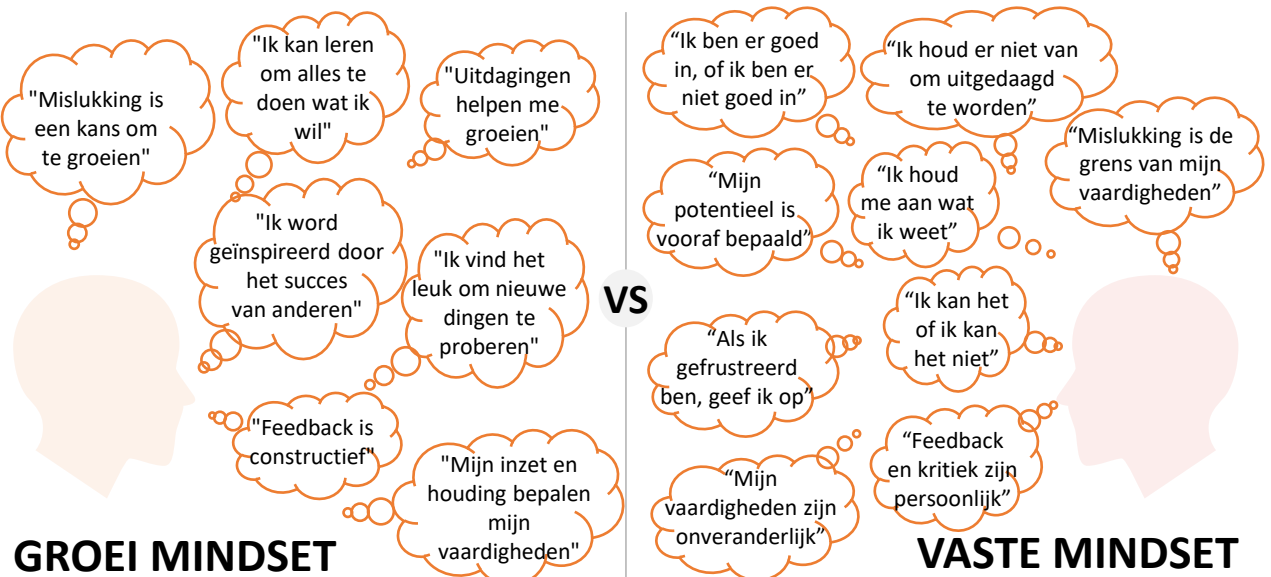 "Mislukking is
een kans om
te groeien"
"Ik kan leren
om alles te
doen wat ik
wil"
"Uitdagingen
helpen me
groeien"
"Ik word
geïnspireerd door
het succes
van anderen"
"Ik vind het
leuk om nieuwe
dingen te
proberen"
"Feedback is
constructief"
"Mijn inzet en
houding bepalen
mijn
vaardigheden"
GROEI MINDSET
VS
“Ik ben er goed
in, of ik ben er
niet goed in”
“Ik houd er niet van
om uitgedaagd
te worden”
“Mislukking is de
grens van mijn
vaardigheden”
“Mijn
potentieel is
vooraf bepaald”
“Ik houd
me aan wat
ik weet”
“Ik kan het
of ik kan
het niet”
“Als ik
gefrustreerd
ben, geef ik op”
“Feedback
en kritiek zijn
persoonlijk”
“Mijn
vaardigheden zijn
onveranderlijk”
VASTE MINDSET